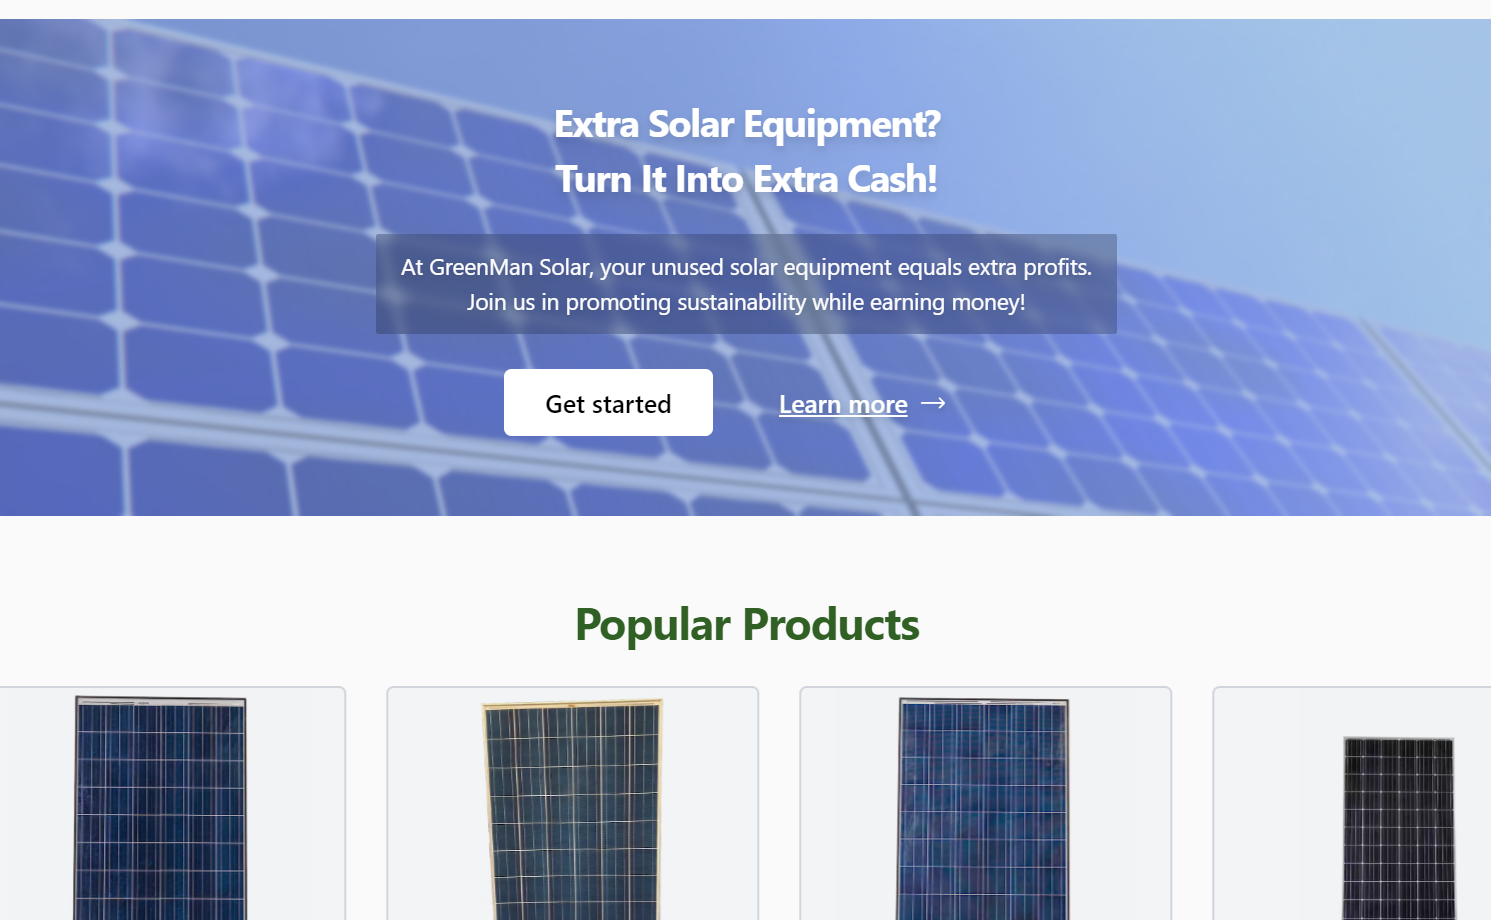 Extra Solar Equipment?
Turn It Into Extra Cash!
At GreenMan Solar, your unused solar equipment equals extra profits.
Join us in promoting sustainability while earning money!
Get started
Learn more →
Popular Products